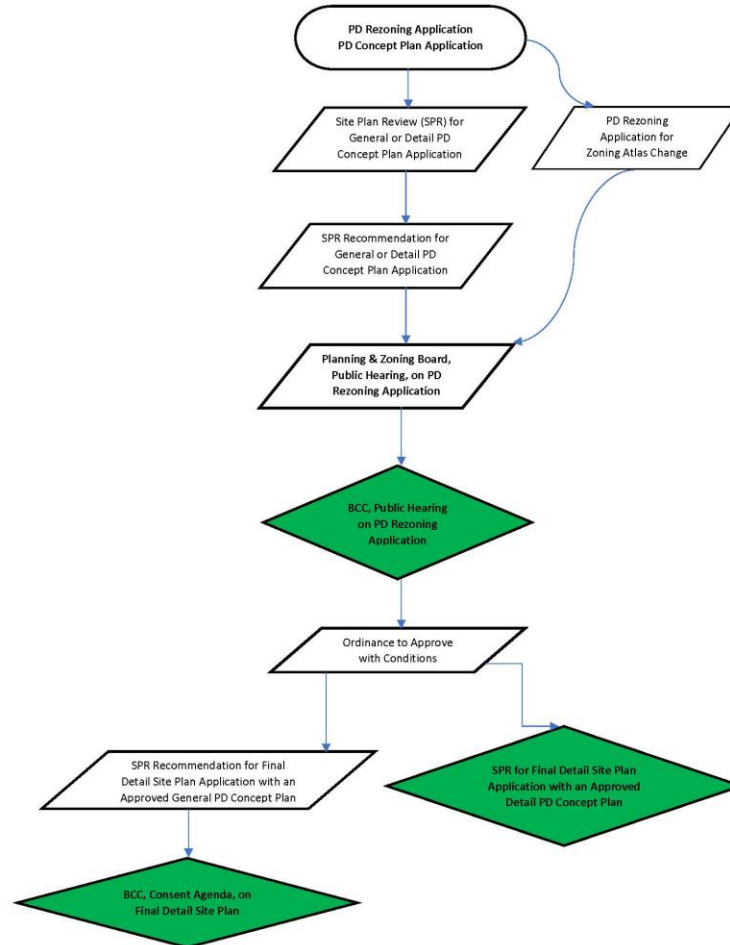 PD Rezoning Application
PD Concept Plan Application
Site Plan Review (SPR) for
General or Detail PD
Concept Plan Application
PD Rezoning
Application for
Zoning Atlas Change
SPR Recommendation for
General or Detail PD
Concept Plan Application
Planning & Zoning Board,
Public Hearing, on PD
Rezoning Application
BCC, Public Hearing
on PD Rezoning
Application
Ordinance to Approve
with Conditions
SPR Recommendation for Final
Detail Site Plan Application with an
Approved General PD Concept Plan
SPR for Final Detail Site Plan
Application with an Approved
Detail PD Concept Plan
BCC, Consent Agenda, on
Final Detail Site Plan